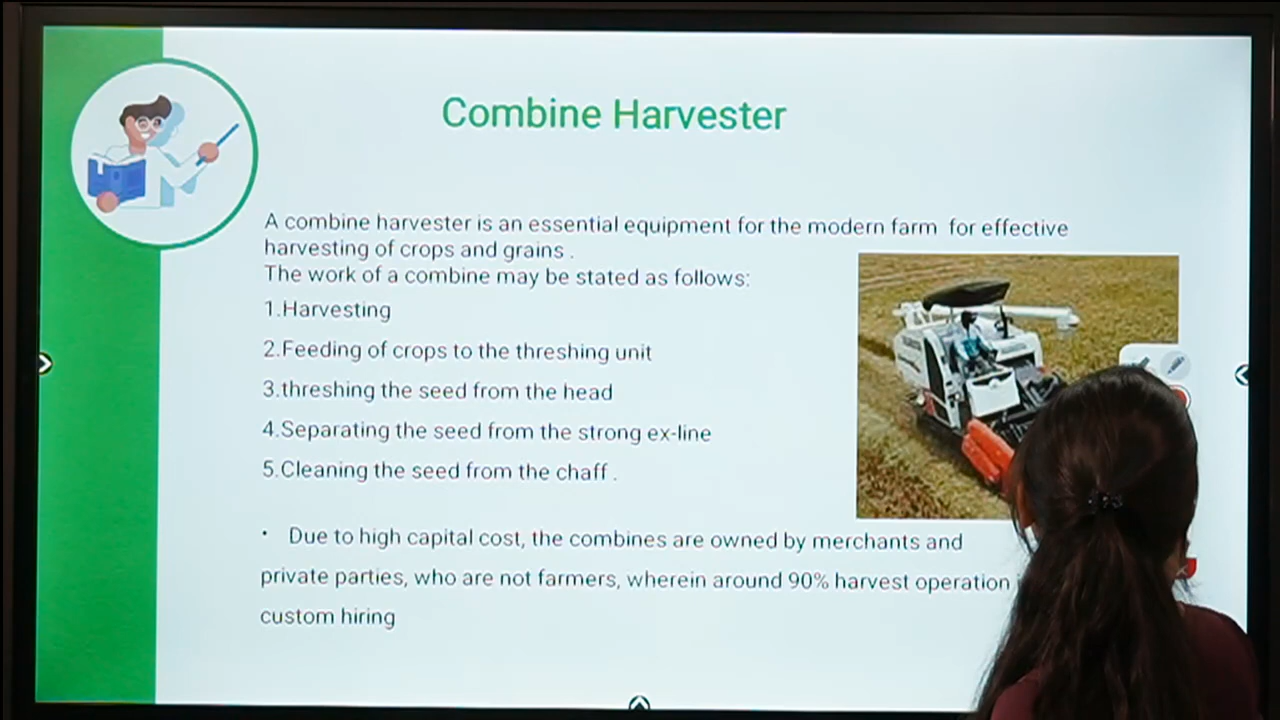 Combine Harvester
A combine harvester is an essential equipment for the modern farm for effective
harvesting of crops and grains .
The work of a combine may be stated as follows:
1.Harvesting
2.Feeding of crops to the threshing unit
3.threshing the seed from the head
4.Separating the seed from the strong ex-line
5.Cleaning the seed from the chaff .
• Due to high capital cost, the combines are owned by merchants and
private parties, who are not farmers, wherein around 90% harvest operation
custom hiring